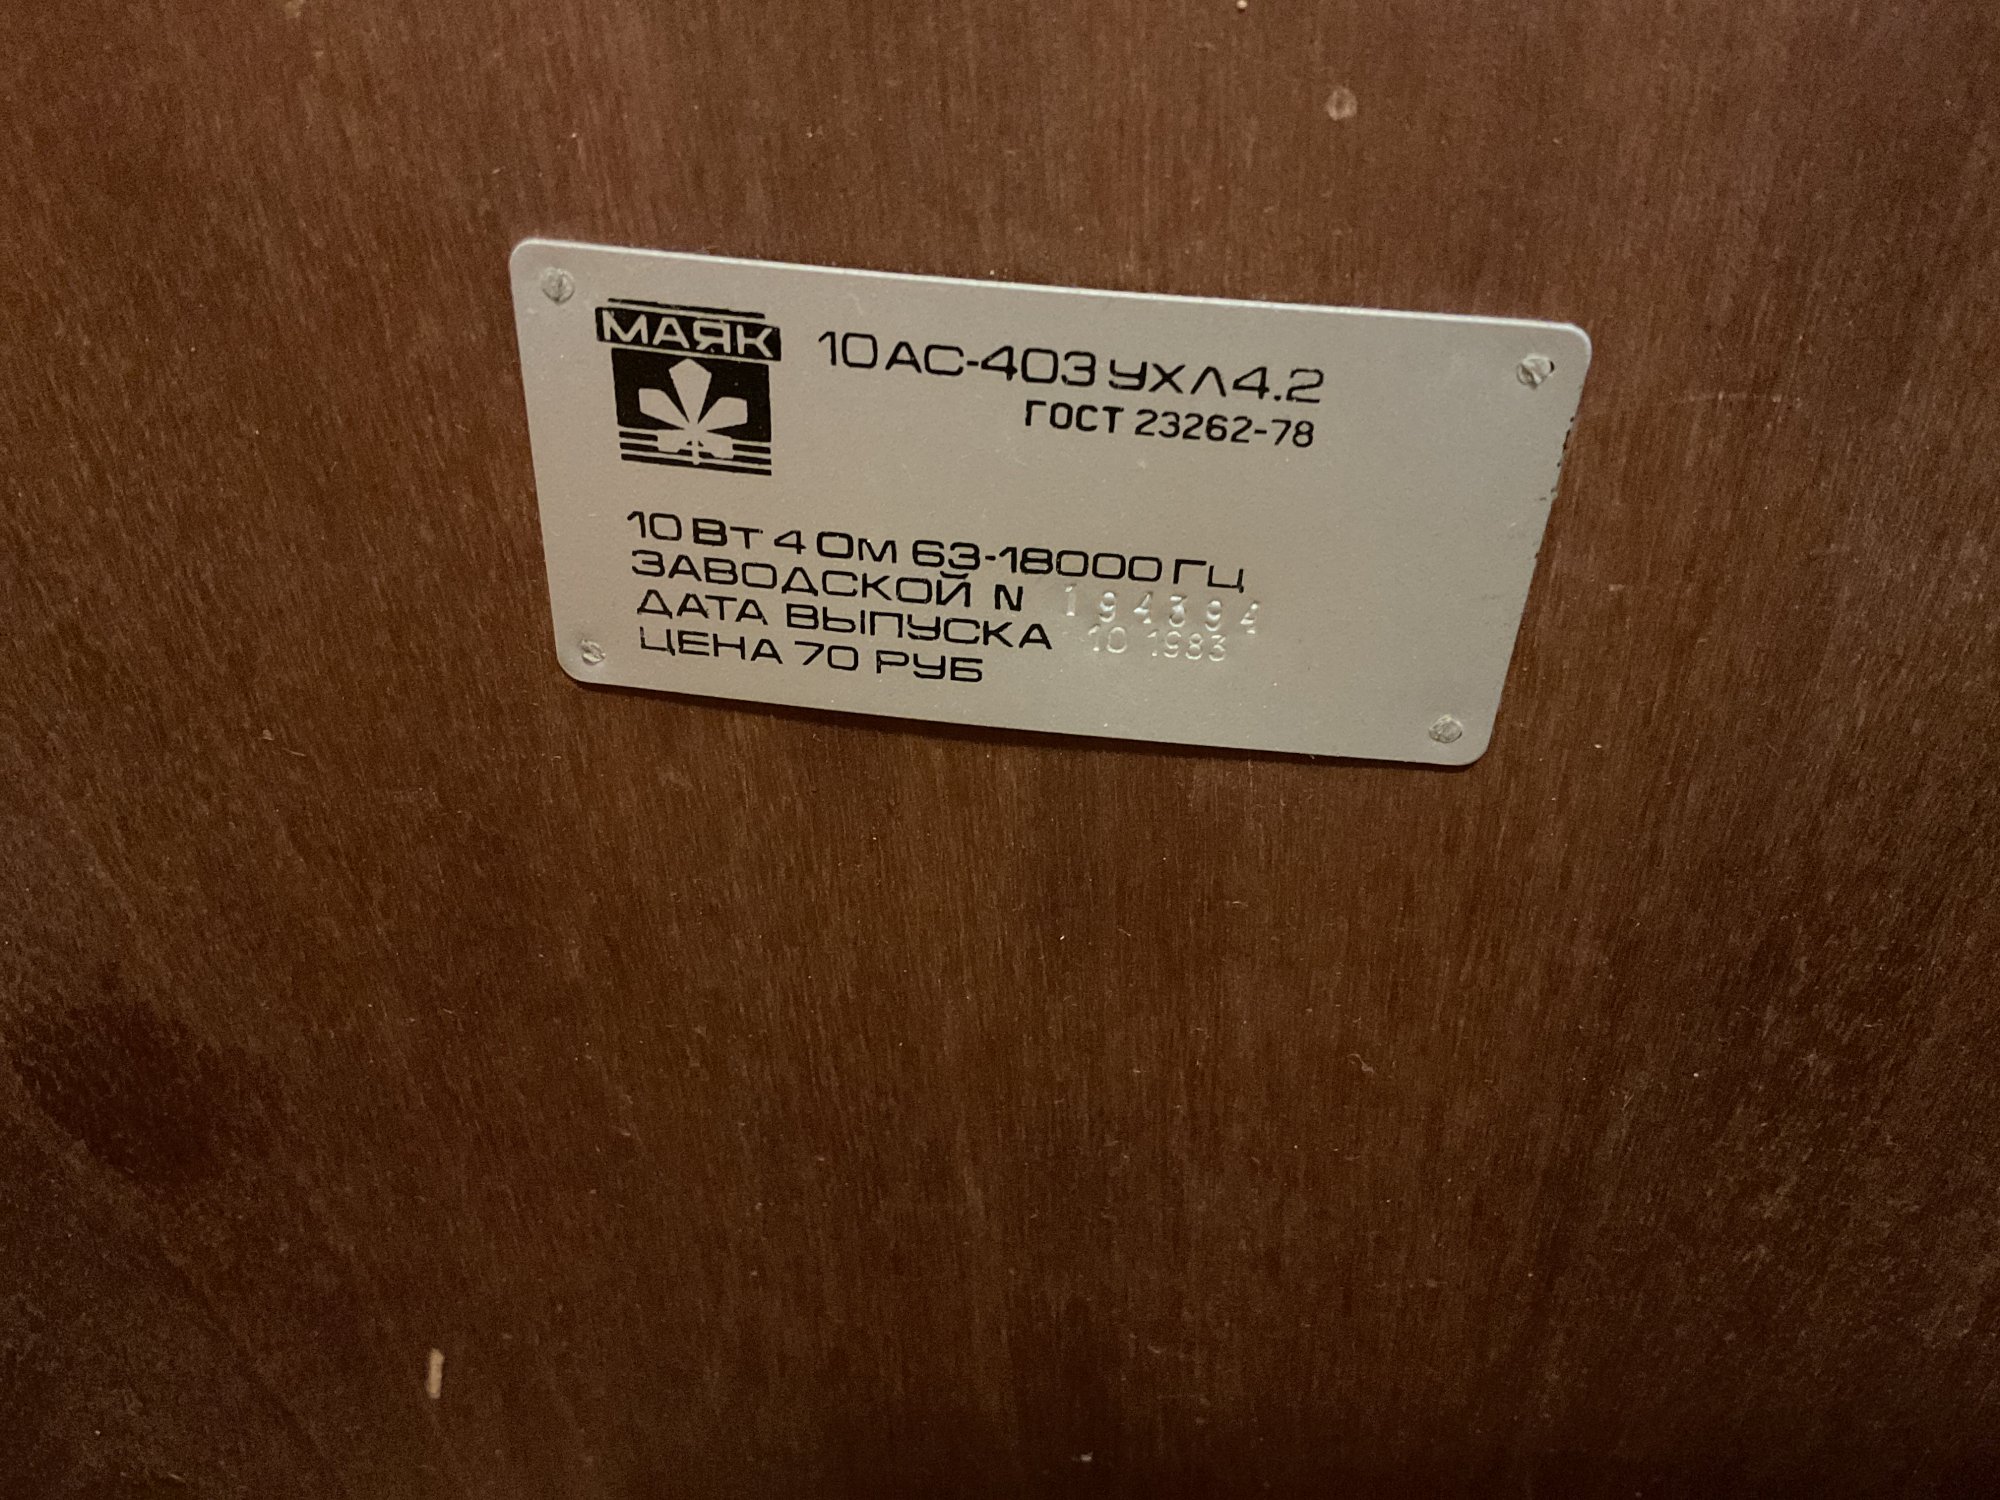 МАЯК
10АС-403 УХЛ4.2
ГОСТ 23262-78
10 Вт 4 Ом 63-18000 Гц
ЗАВОДСКОЙ N 194394
ДАТА ВЫПУСКА 10 1983
ЦЕНА 70 РУБ